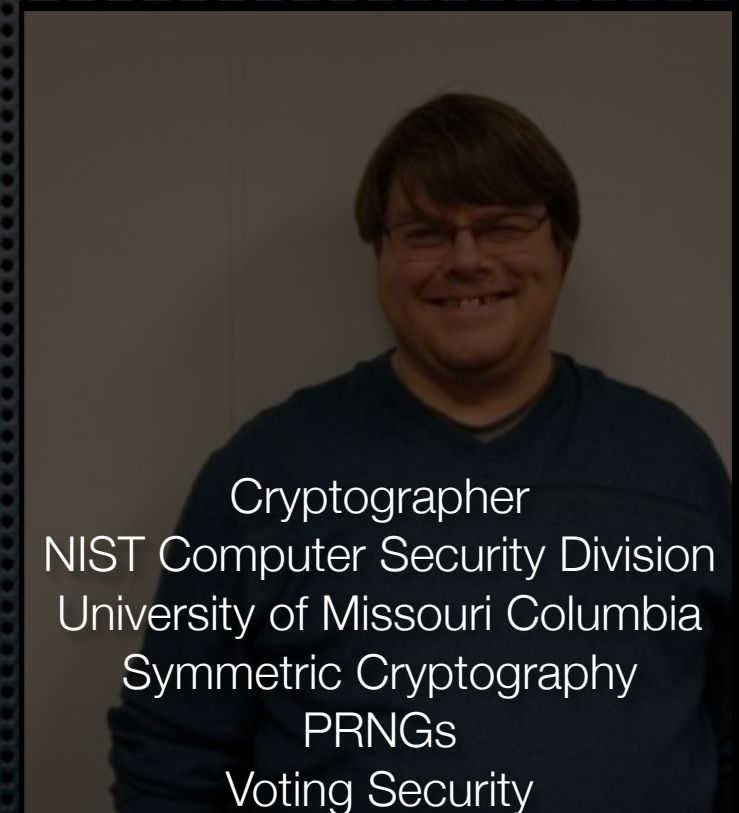 Cryptographer
NIST Computer Security Division
University of Missouri Columbia
Symmetric Cryptography
PRNGs
Voting Security